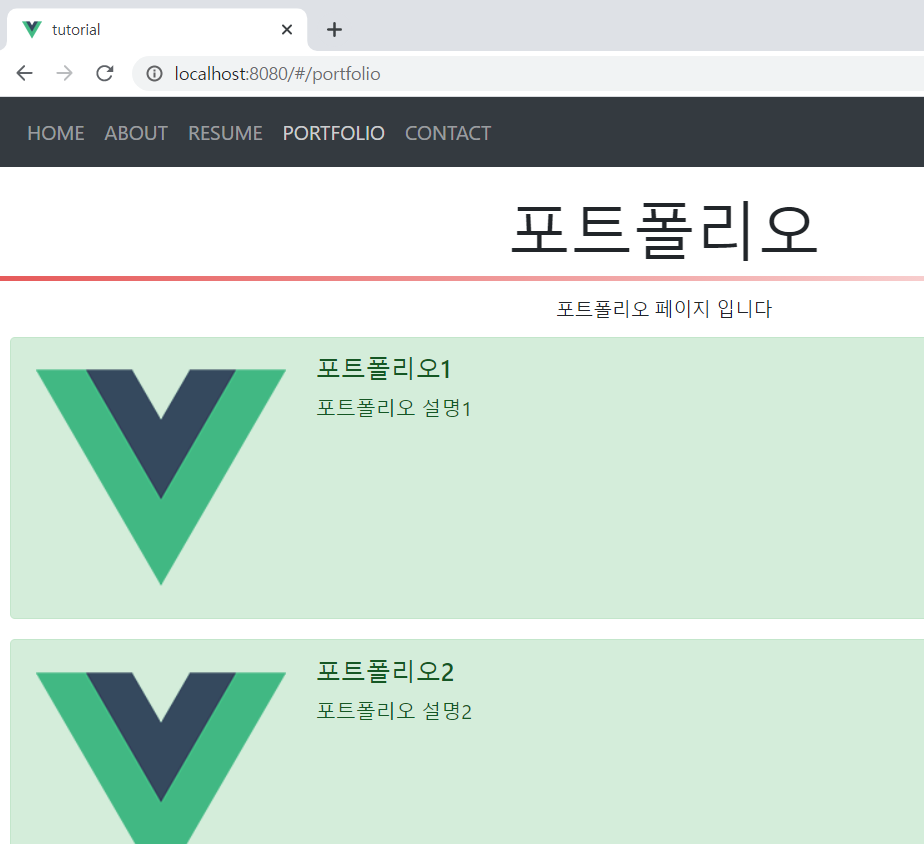 tutorial
localhost:8080/#/portfolio
HOME ABOUT RESUME PORTFOLIO CONTACT
포트폴리오
포트폴리오 페이지 입니다
포트폴리오1
포트폴리오 설명1
포트폴리오2
포트폴리오 설명2